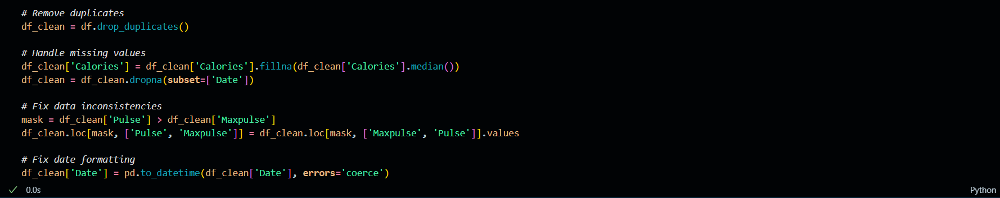 # Remove duplicates
df_clean = df.drop_duplicates()
# Handle missing values
df_clean['Calories'] = df_clean['Calories'].fillna(df_clean['Calories'].median())
df_clean = df_clean.dropna(subset=['Date'])
# Fix data inconsistencies
mask = df_clean['Pulse'] > df_clean['Maxpulse']
df_clean.loc[mask, ['Pulse', 'Maxpulse']] = df_clean.loc[mask, ['Maxpulse', 'Pulse']].values
# Fix date formatting
df_clean['Date'] = pd.to_datetime(df_clean['Date'], errors='coerce')
0.0s
Python